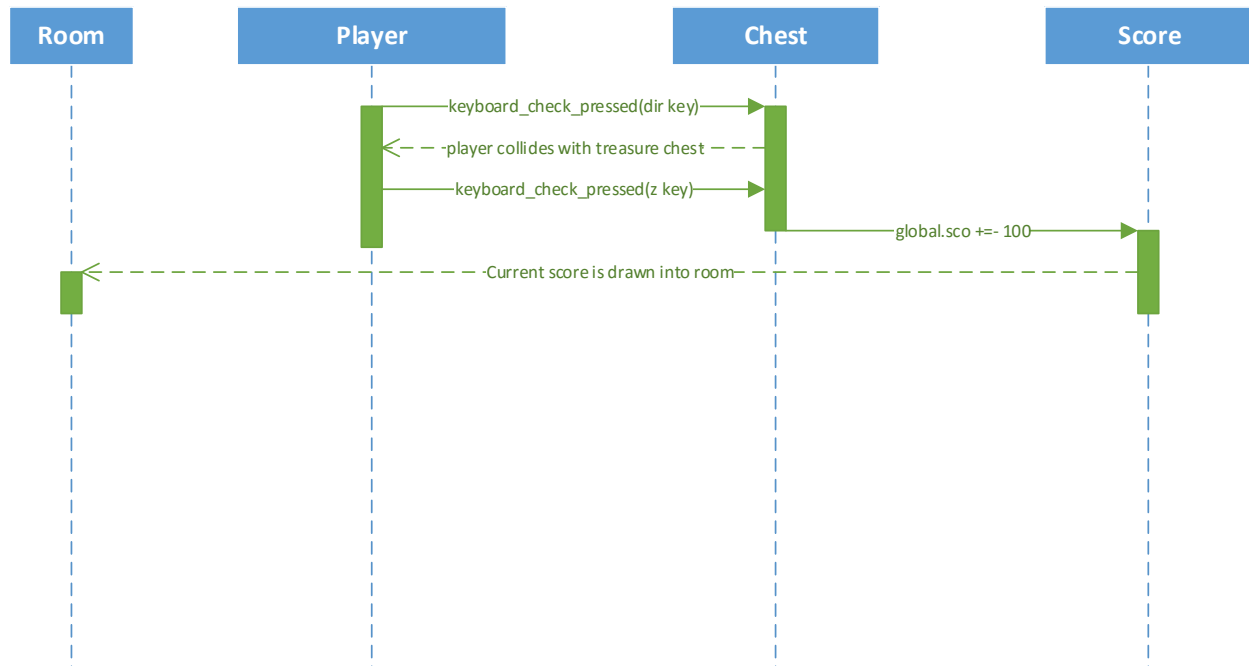 Room
Player
Chest
Score
keyboard_check_pressed(dir key)
player collides with treasure chest
keyboard_check_pressed(z key)
global.sco +=- 100
Current score is drawn into room